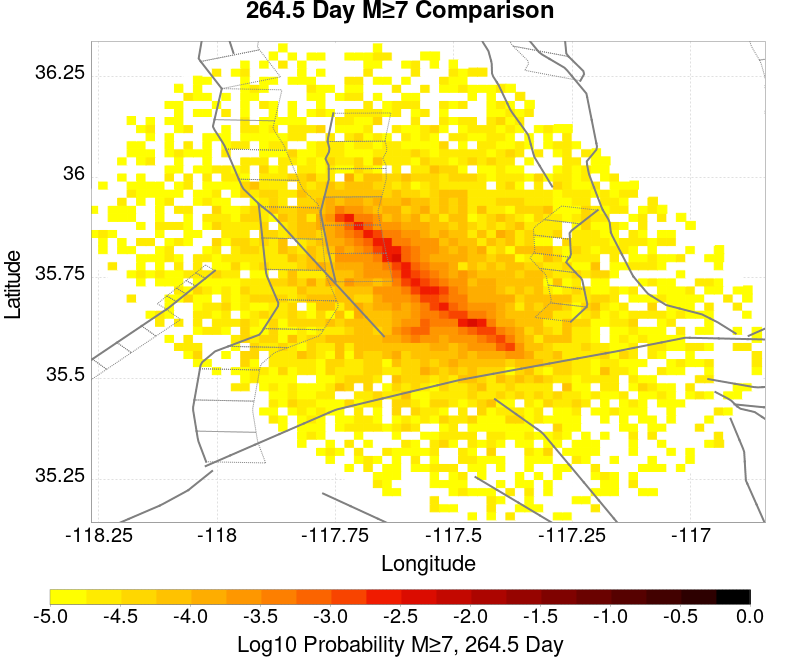 264.5 Day M≥7 Comparison
36.25
36
35.75
35.5
35.25
Latitude
-118.25 -118 -117.75 -117.5 -117.25 -117
Longitude
-5.0 -4.5 -4.0 -3.5 -3.0 -2.5 -2.0 -1.5 -1.0 -0.5 0.0
Log10 Probability M≥7, 264.5 Day